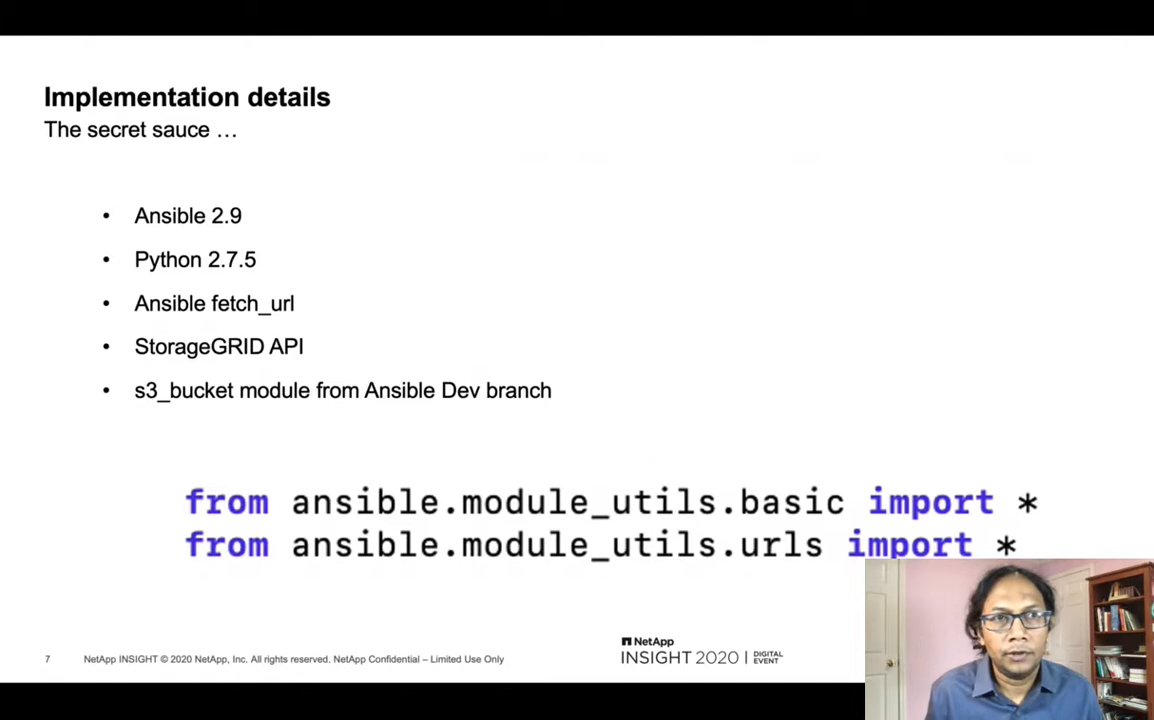 Implementation details
The secret sauce …
• Ansible 2.9
• Python 2.7.5
• Ansible fetch_url
• StorageGRID API
• s3_bucket module from Ansible Dev branch
from ansible.module_utils.basic import *
from ansible.module_utils.urls import *
7 NetApp INSIGHT © 2020 NetApp, Inc. All rights reserved. NetApp Confidential – Limited Use Only
NetApp
INSIGHT 2020 | DIGITAL EVENT